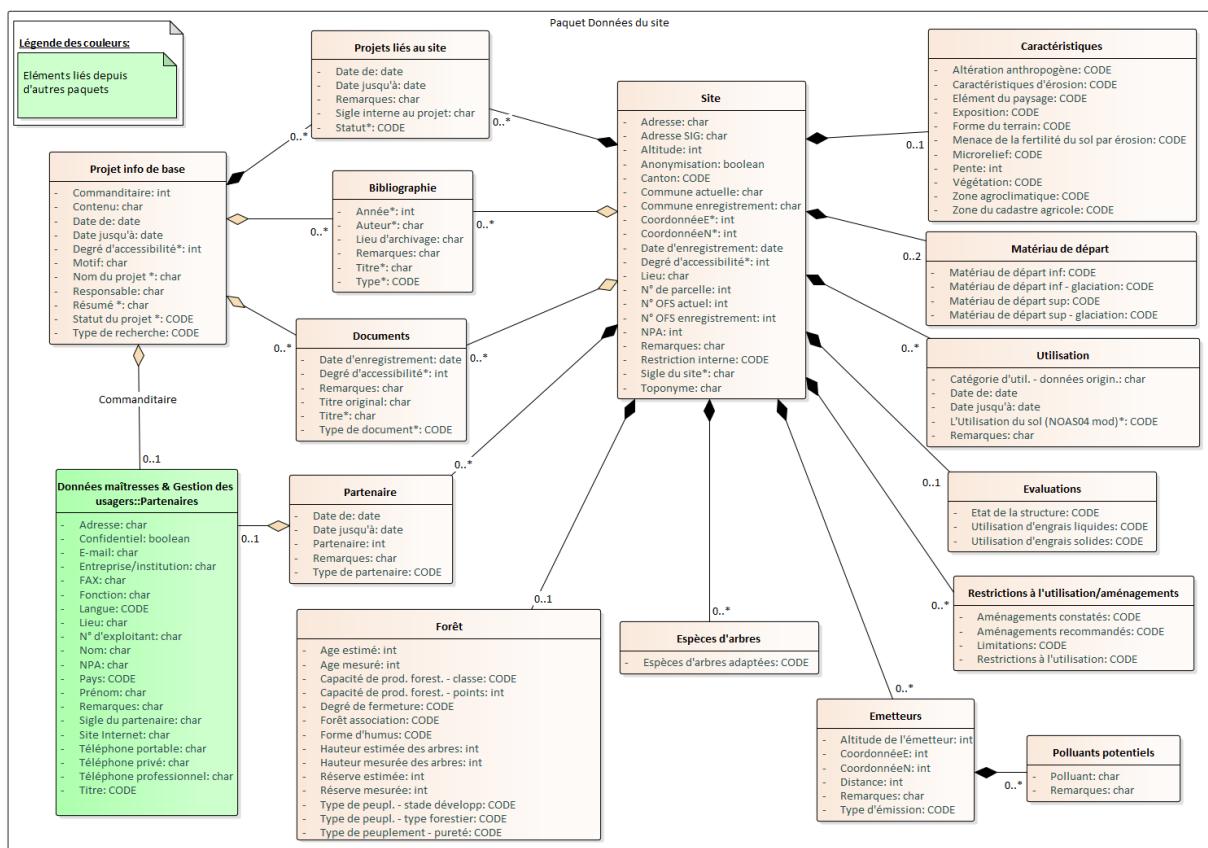 Paquet Données du site
Légende des couleurs:
Eléments liés depuis
d'autres paquets
Projets liés au site
- Date de: date
- Date jusqu'à: date
- Remarques: char
- Sigle interne au projet: char
- Statut*: CODE
0..*
0..*
Projet info de base
- Commanditaire: int
- Contenu: char
- Date de: date
- Date jusqu'à: date
- Degré d'accessibilité*: int
- Motif: char
- Nom du projet *: char
- Responsable: char
- Résumé *: char
- Statut du projet *: CODE
- Type de recherche: CODE
Bibliographie
- Année*: int
- Auteur*: char
- Lieu d'archivage: char
- Remarques: char
- Titre*: char
- Type*: CODE
0..*
0..*
Documents
- Date d'enregistrement: date
- Degré d'accessibilité*: int
- Remarques: char
- Titre original: char
- Titre*: char
- Type de document*: CODE
0..*
0..*
Commanditaire
0..1
Données maîtresses & Gestion des
usagers::Partenaires
- Adresse: char
- Confidentiel: boolean
- E-mail: char
- Entreprise/institution: char
- FAX: char
- Fonction: char
- Langue: CODE
- Lieu: char
- N° d'exploitant: char
- Nom: char
- NPA: char
- Pays: CODE
- Prénom: char
- Remarques: char
- Sigle du partenaire: char
- Site Internet: char
- Téléphone portable: char
- Téléphone privé: char
- Téléphone professionnel: char
- Titre: CODE
0..1
0..*
Partenaire
- Date de: date
- Date jusqu'à: date
- Partenaire: int
- Remarques: char
- Type de partenaire: CODE
Site
- Adresse: char
- Adresse SIG: char
- Altitude: int
- Anonymisation: boolean
- Canton: CODE
- Commune actuelle: char
- Commune enregistrement: char
- CoordonnéeE*: int
- CoordonnéeN*: int
- Date d'enregistrement: date
- Degré d'accessibilité*: int
- Lieu: char
- N° de parcelle: int
- N° OFS actuel: int
- N° OFS enregistrement: int
- NPA: int
- Remarques: char
- Restriction interne: CODE
- Sigle du site*: char
- Toponyme: char
Caractéristiques
- Altération anthropogène: CODE
- Caractéristiques d'érosion: CODE
- Elément du paysage: CODE
- Exposition: CODE
- Forme du terrain: CODE
- Menace de la fertilité du sol par érosion: CODE
- Microrelief: CODE
- Pente: int
- Végétation: CODE
- Zone agroclimatique: CODE
- Zone du cadastre agricole: CODE
0..1
Matériau de départ
- Matériau de départ inf: CODE
- Matériau de départ inf - glaciation: CODE
- Matériau de départ sup: CODE
- Matériau de départ sup - glaciation: CODE
0..2
Utilisation
- Catégorie d'util. - données origin.: char
- Date de: date
- Date jusqu'à: date
- L'Utilisation du sol (NOAS04 mod)*: CODE
- Remarques: char
0..*
Evaluations
- Etat de la structure: CODE
- Utilisation d'engrais liquides: CODE
- Utilisation d'engrais solides: CODE
0..1
Restrictions à l'utilisation/aménagements
- Aménagements constatés: CODE
- Aménagements recommandés: CODE
- Limitations: CODE
- Restrictions à l'utilisation: CODE
0..*
0..1
Forêt
- Age estimé: int
- Age mesuré: int
- Capacité de prod. forest. - classe: CODE
- Capacité de prod. forest. - points: int
- Degré de fermeture: CODE
- Forêt association: CODE
- Forme d'humus: CODE
- Hauteur estimée des arbres: int
- Hauteur mesurée des arbres: int
- Réserve estimée: int
- Réserve mesurée: int
- Type de peupl. - stade développ: CODE
- Type de peupl. - type forestier: CODE
- Type de peuplement - pureté: CODE
0..*
Espèces d'arbres
- Espèces d'arbres adaptées: CODE
0..*
Emetteurs
- Altitude de l'émetteur: int
- CoordonnéeE: int
- CoordonnéeN: int
- Distance: int
- Remarques: char
- Type d'émission: CODE
0..*
Polluants potentiels
- Polluant: char
- Remarques: char